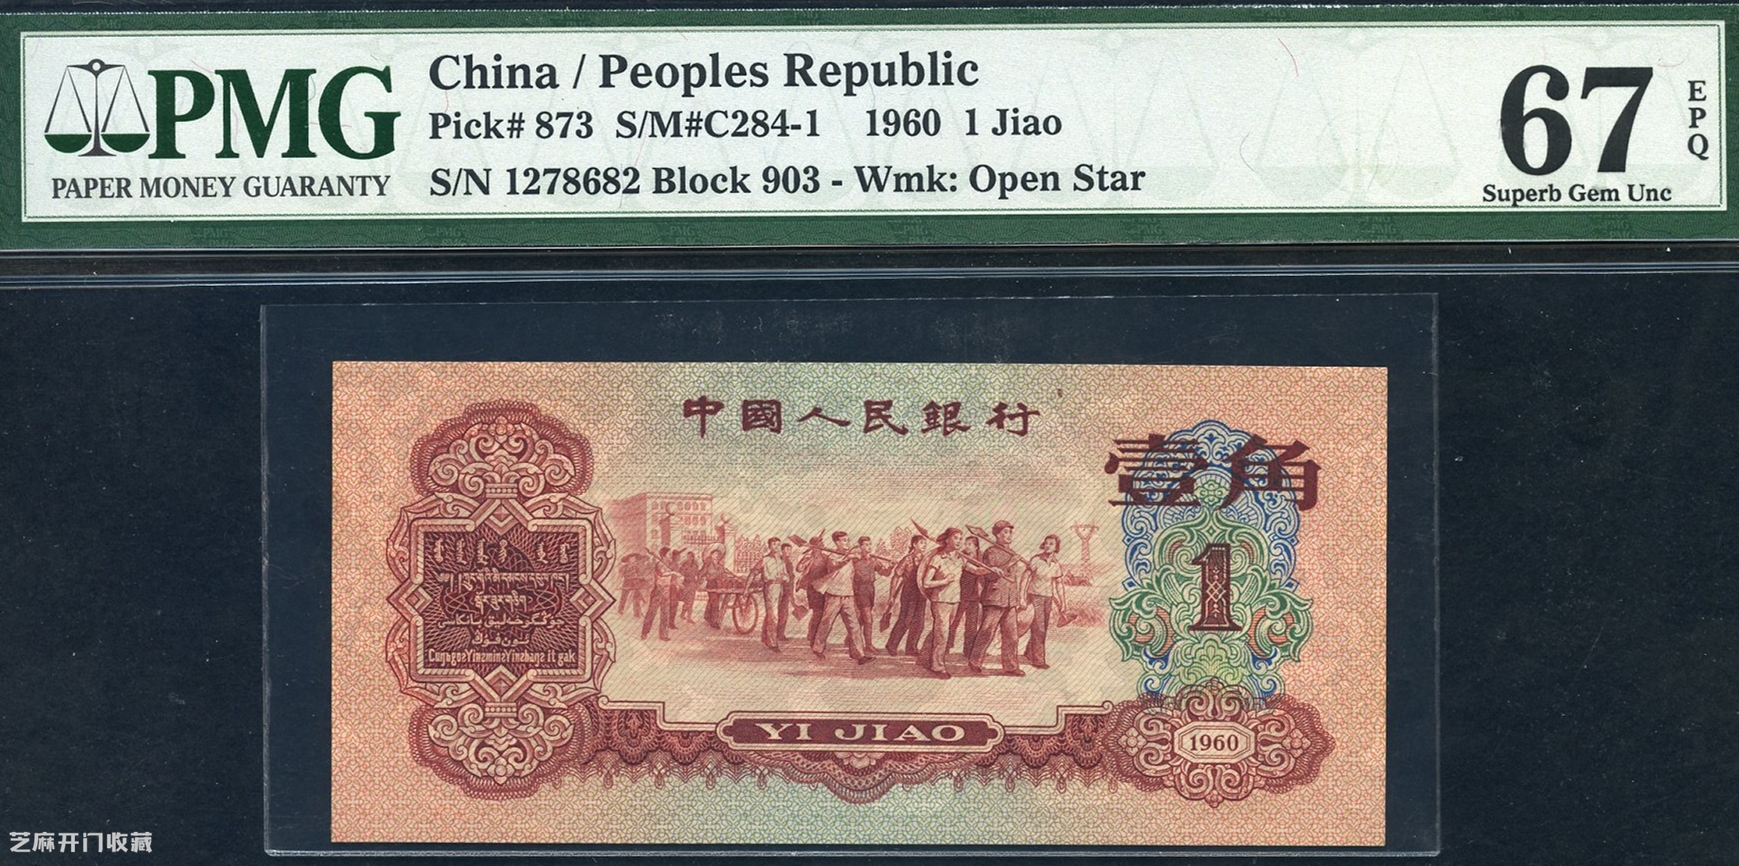 PMG
PAPER MONEY GUARANTY
China / Peoples Republic
Pick# 873 S/M#C284-1 1960 1 Jiao
S/N 1278682 Block 903 - Wmk: Open Star
67
EPQ
Superb Gem Unc
中國人民銀行
壹角
1
YI JIAO
1960
芝麻开门收藏